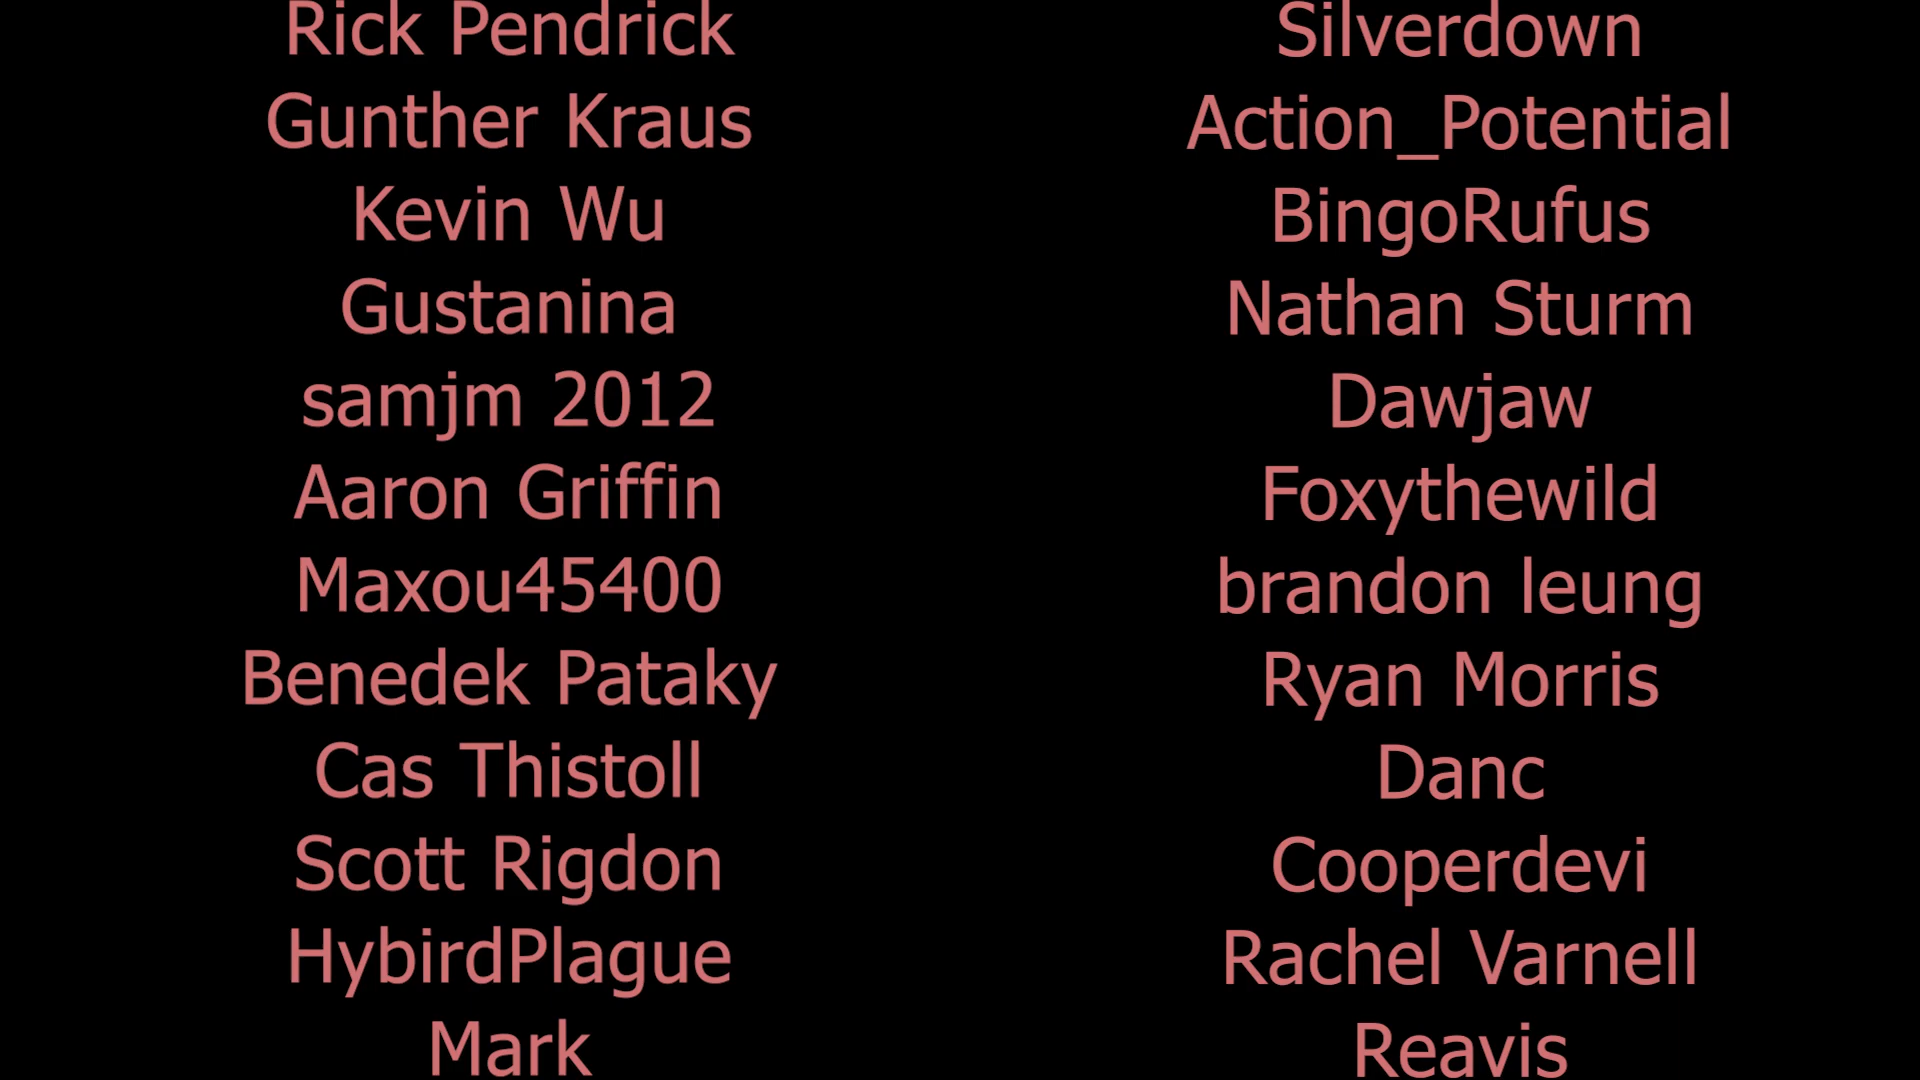 Rick Pendrick
Gunther Kraus
Kevin Wu
Gustanina
samjm 2012
Aaron Griffin
Maxou45400
Benedek Pataky
Cas Thistoll
Scott Rigdon
HybirdPlague
Mark
Silverdown
Action_Potential
BingoRufus
Nathan Sturm
Dawjaw
Foxythewild
brandon leung
Ryan Morris
Danc
Cooperdevi
Rachel Varnell
Reavis